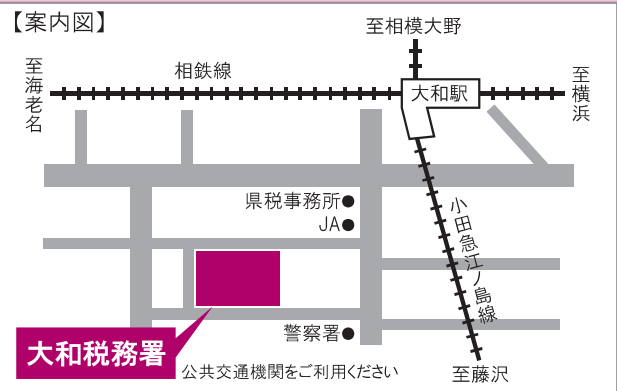 【案内図】
至相模大野
至海老名
相鉄線
大和駅
至横浜
県税事務所●
JA●
小田急江ノ島線
警察署●
大和税務署
公共交通機関をご利用ください
至藤沢